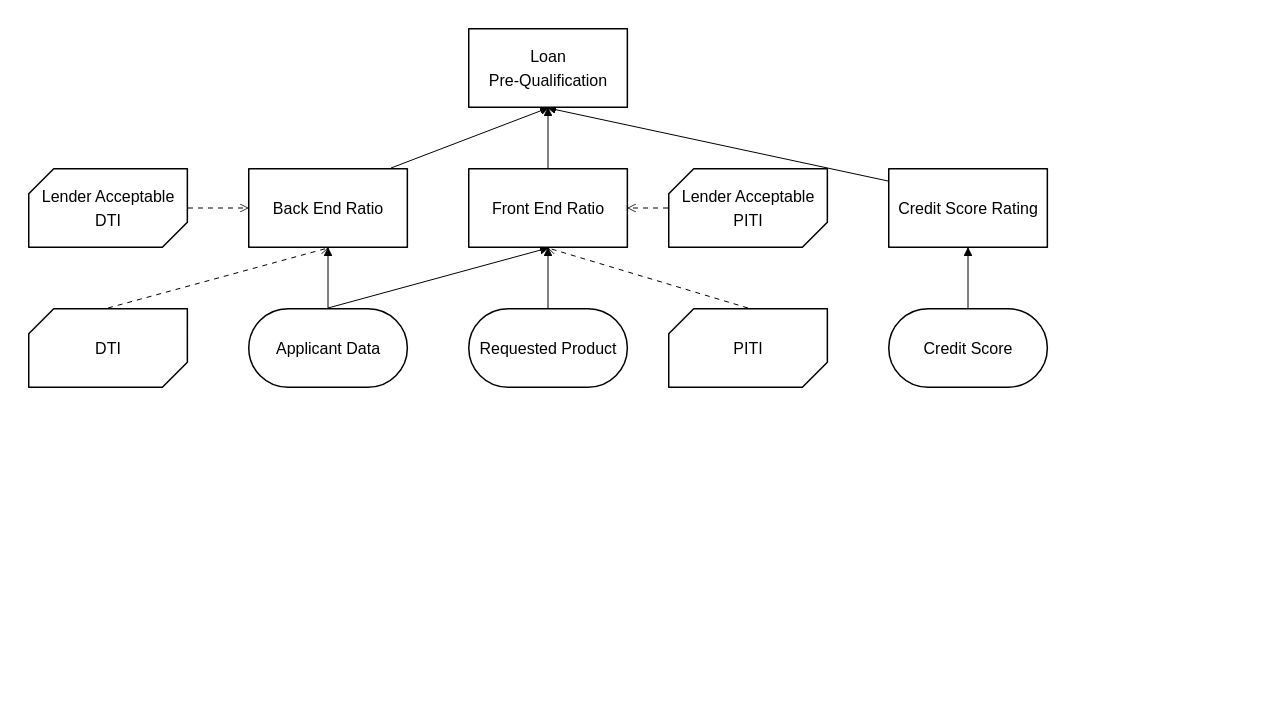 Loan
Pre-Qualification
Lender Acceptable
DTI
Back End Ratio
Front End Ratio
Lender Acceptable
PITI
Credit Score Rating
DTI
Applicant Data
Requested Product
PITI
Credit Score